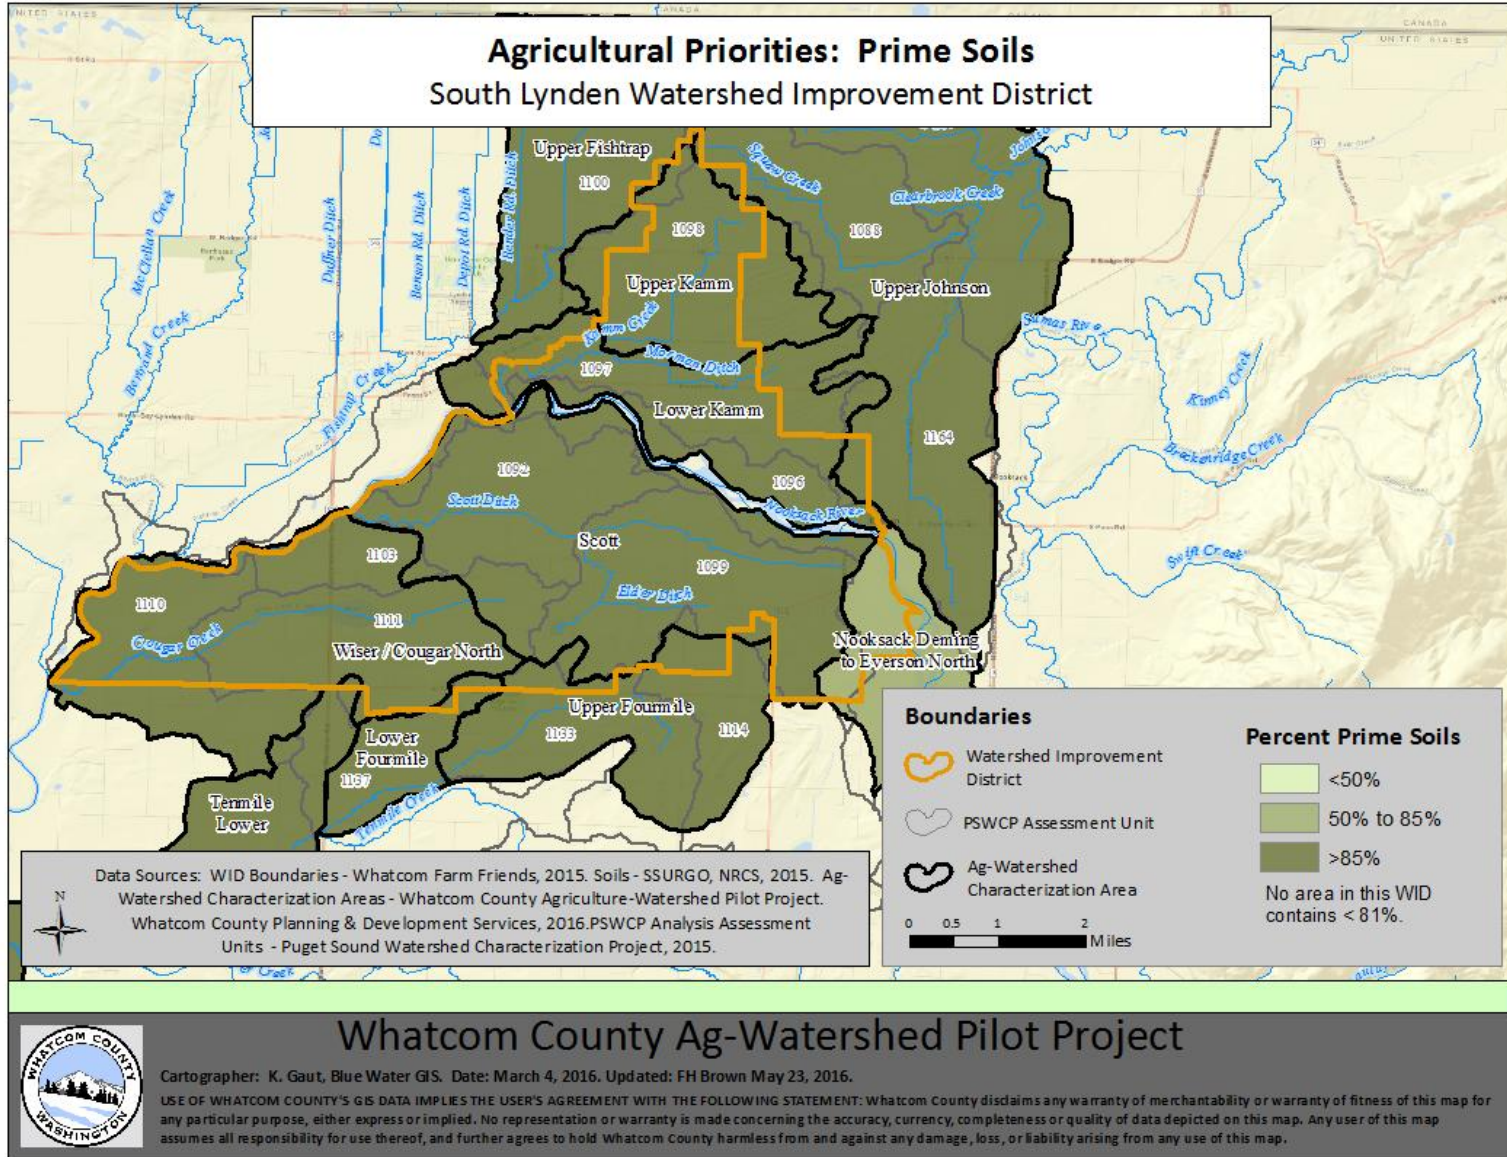 UNITED STATES
CANADA
CANADA
UNITED STATES
Agricultural Priorities: Prime Soils
South Lynden Watershed Improvement District
Upper Fishtrap
1100
Squaw Creek
Johnson
Clearbrook Creek
McClellan Creek
Duffner Ditch
Benson Rd. Ditch
Depot Rd. Ditch
Bender Rd. Ditch
1098
1088
Upper Kamm
Upper Johnson
Bertrand Creek
Kamm Creek
Sumas River
Mormon Ditch
1097
Kinney Creek
Fishtrap Creek
Lower Kamm
1164
Breckenridge Creek
1092
1096
Scott Ditch
Nooksack River
Scott
Swift Creek
1103
1099
Elder Ditch
1110
1111
Cougar Creek
Wiser / Cougar North
Nooksack Deming
to Everson North
Upper Fourmile
1133
1114
Lower
Fourmile
1137
Tenmile
Lower
Tenmile Creek
Boundaries
Watershed Improvement
District
PSWCP Assessment Unit
Ag-Watershed
Characterization Area
0 0.5 1 2
Miles
Percent Prime Soils
<50%
50% to 85%
>85%
No area in this WID
contains < 81%.
N
Data Sources: WID Boundaries - Whatcom Farm Friends, 2015. Soils - SSURGO, NRCS, 2015. Ag-
Watershed Characterization Areas - Whatcom County Agriculture-Watershed Pilot Project.
Whatcom County Planning & Development Services, 2016.PSWCP Analysis Assessment
Units - Puget Sound Watershed Characterization Project, 2015.
WHATCOM COUNTY
WASHINGTON
Whatcom County Ag-Watershed Pilot Project
Cartographer: K. Gaut, Blue Water GIS. Date: March 4, 2016. Updated: FH Brown May 23, 2016.
USE OF WHATCOM COUNTY'S GIS DATA IMPLIES THE USER'S AGREEMENT WITH THE FOLLOWING STATEMENT: Whatcom County disclaims any warranty of merchantability or warranty of fitness of this map for
any particular purpose, either express or implied. No representation or warranty is made concerning the accuracy, currency, completeness or quality of data depicted on this map. Any user of this map
assumes all responsibility for use thereof, and further agrees to hold Whatcom County harmless from and against any damage, loss, or liability arising from any use of this map.